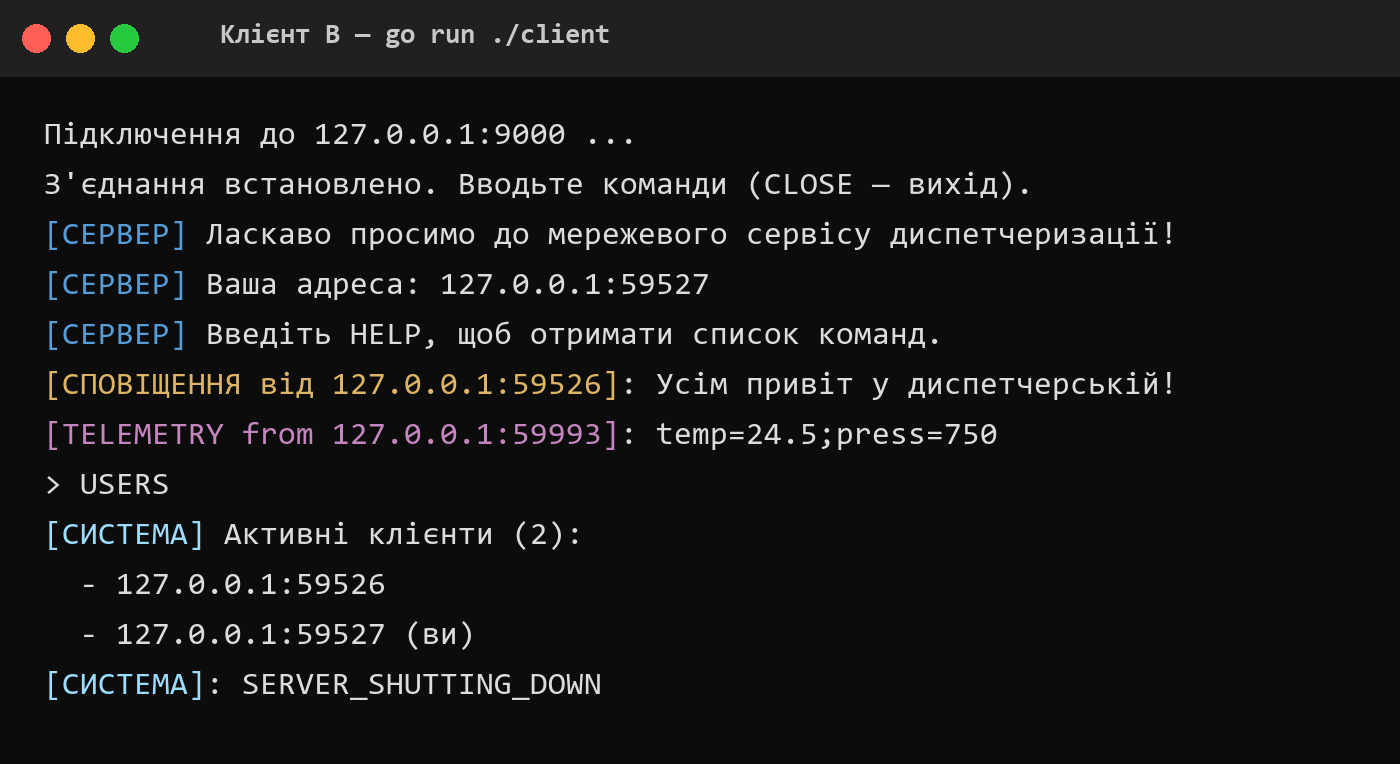 Клієнт B — go run ./client
Підключення до 127.0.0.1:9000 ...
З'єднання встановлено. Вводьте команди (CLOSE — вихід).
[СЕРВЕР] Ласкаво просимо до мережевого сервісу диспетчеризації!
[СЕРВЕР] Ваша адреса: 127.0.0.1:59527
[СЕРВЕР] Введіть HELP, щоб отримати список команд.
[СПОВІЩЕННЯ від 127.0.0.1:59526]: Усім привіт у диспетчерській!
[TELEMETRY from 127.0.0.1:59993]: temp=24.5;press=750
> USERS
[СИСТЕМА] Активні клієнти (2):
  - 127.0.0.1:59526
  - 127.0.0.1:59527 (ви)
[СИСТЕМА]: SERVER_SHUTTING_DOWN